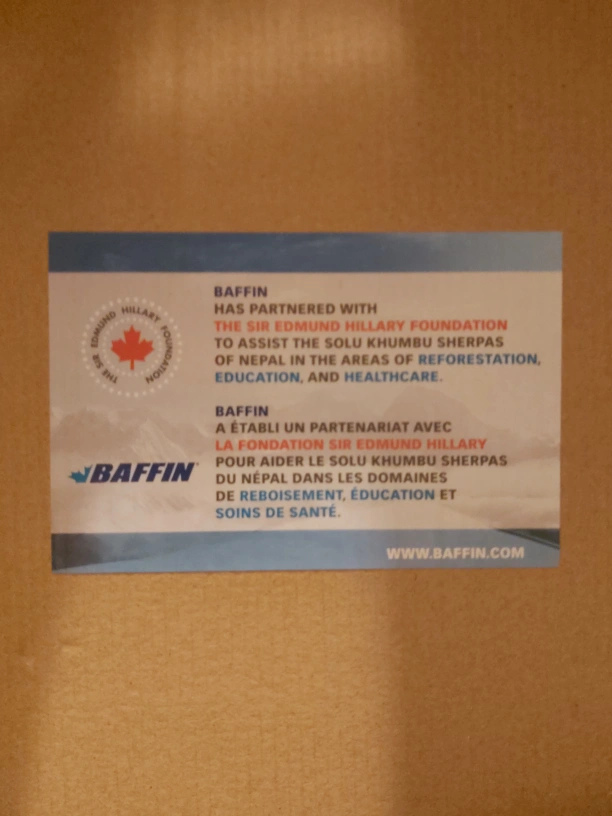 THE SIR EDMUND HILLARY FOUNDATION
BAFFIN
HAS PARTNERED WITH
THE SIR EDMUND HILLARY FOUNDATION
TO ASSIST THE SOLU KHUMBU SHERPAS
OF NEPAL IN THE AREAS OF REFORESTATION,
EDUCATION, AND HEALTHCARE.
BAFFIN
A ÉTABLI UN PARTENARIAT AVEC
LA FONDATION SIR EDMUND HILLARY
POUR AIDER LE SOLU KHUMBU SHERPAS
DU NÉPAL DANS LES DOMAINES
DE REBOISEMENT, ÉDUCATION ET
SOINS DE SANTÉ.
BAFFIN
WWW.BAFFIN.COM